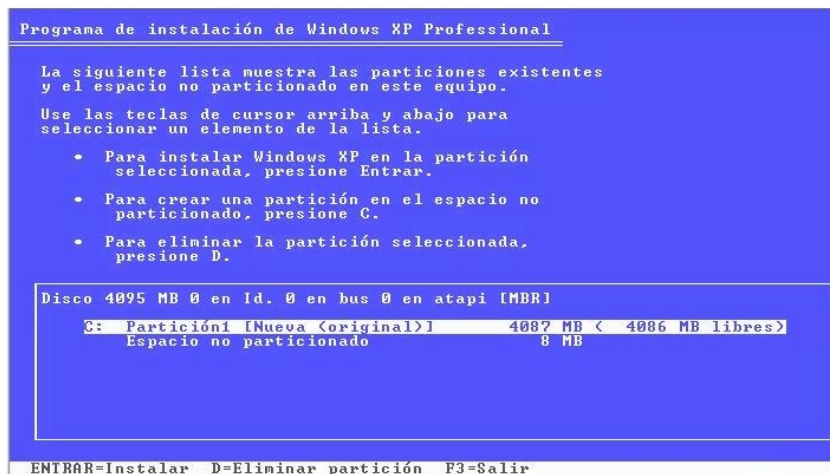 Programa de instalación de Windows XP Professional
La siguiente lista muestra las particiones existentes
y el espacio no particionado en este equipo.
Use las teclas de cursor arriba y abajo para
seleccionar un elemento de la lista.
• Para instalar Windows XP en la partición
seleccionada, presione Entrar.
• Para crear una partición en el espacio no
particionado, presione C.
• Para eliminar la partición seleccionada,
presione D.
Disco 4095 MB 0 en Id. 0 en bus 0 en atapi [MBR]
C: Partición1 [Nueva (original)] 4087 MB ( 4086 MB libres)
Espacio no particionado 8 MB
ENTRAR=Instalar D=Eliminar partición F3=Salir